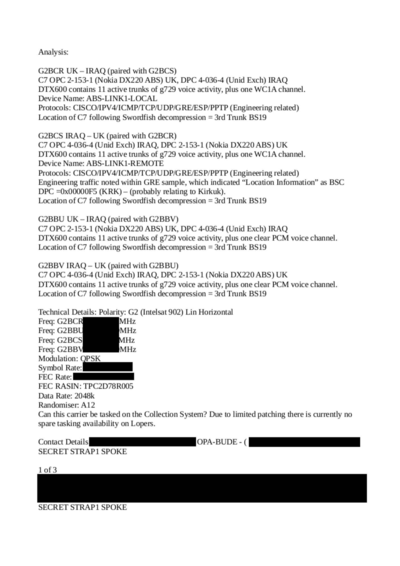 Analysis:
G2BCR UK – IRAQ (paired with G2BCS)
C7 OPC 2-153-1 (Nokia DX220 ABS) UK, DPC 4-036-4 (Unid Exch) IRAQ
DTX600 contains 11 active trunks of g729 voice activity, plus one WC1A channel.
Device Name: ABS-LINK1-LOCAL
Protocols: CISCO/IPV4/ICMP/TCP/UDP/GRE/ESP/PPTP (Engineering related)
Location of C7 following Swordfish decompression = 3rd Trunk BS19
G2BCS IRAQ – UK (paired with G2BCR)
C7 OPC 4-036-4 (Unid Exch) IRAQ, DPC 2-153-1 (Nokia DX220 ABS) UK
DTX600 contains 11 active trunks of g729 voice activity, plus one WC1A channel.
Device Name: ABS-LINK1-REMOTE
Protocols: CISCO/IPV4/ICMP/TCP/UDP/GRE/ESP/PPTP (Engineering related)
Engineering traffic noted within GRE sample, which indicated “Location Information” as BSC
DPC =0x00000F5 (KRK) – (probably relating to Kirkuk).
Location of C7 following Swordfish decompression = 3rd Trunk BS19
G2BBU UK – IRAQ (paired with G2BBV)
C7 OPC 2-153-1 (Nokia DX220 ABS) UK, DPC 4-036-4 (Unid Exch) IRAQ
DTX600 contains 11 active trunks of g729 voice activity, plus one clear PCM voice channel.
Location of C7 following Swordfish decompression = 3rd Trunk BS19
G2BBV IRAQ – UK (paired with G2BBU)
C7 OPC 4-036-4 (Unid Exch) IRAQ, DPC 2-153-1 (Nokia DX220 ABS) UK
DTX600 contains 11 active trunks of g729 voice activity, plus one clear PCM voice channel.
Location of C7 following Swordfish decompression = 3rd Trunk BS19
Technical Details: Polarity: G2 (Intelsat 902) Lin Horizontal
Freq: G2BCR MHz
Freq: G2BBU MHz
Freq: G2BCS MHz
Freq: G2BBV MHz
Modulation: QPSK
Symbol Rate:
FEC Rate:
FEC RASIN: TPC2D78R005
Data Rate: 2048k
Randomiser: A12
Can this carrier be tasked on the Collection System? Due to limited patching there is currently no
spare tasking availability on Lopers.
Contact Details OPA-BUDE - (
SECRET STRAP1 SPOKE
1 of 3
SECRET STRAP1 SPOKE